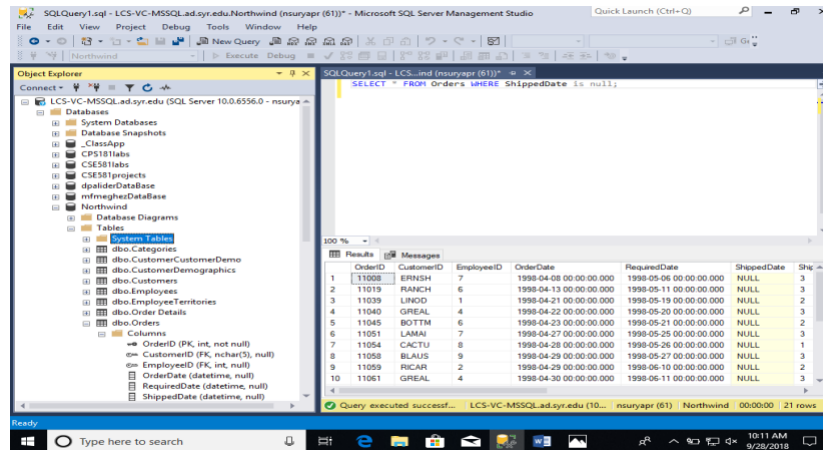 SQLQuery1.sql - LCS-VC-MSSQL.ad.syr.edu.Northwind (nsuryapr (61))* - Microsoft SQL Server Management Studio
Quick Launch (Ctrl+Q)
File Edit View Project Debug Tools Window Help
New Query
Northwind Execute Debug
Object Explorer
SQLQuery1.sql - LCS...ind (nsuryapr (61))*
Connect
SELECT * FROM Orders WHERE ShippedDate is null;
LCS-VC-MSSQL.ad.syr.edu (SQL Server 10.0.6556.0 - nsurya
Databases
System Databases
Database Snapshots
_ClassApp
CPS181labs
CSE581labs
CSE581projects
dpaliderDataBase
mfmeghezDataBase
Northwind
Database Diagrams
Tables
System Tables
dbo.Categories
dbo.CustomerCustomerDemo
dbo.CustomerDemographics
dbo.Customers
dbo.Employees
dbo.EmployeeTerritories
dbo.Order Details
dbo.Orders
Columns
OrderID (PK, int, not null)
CustomerID (FK, nchar(5), null)
EmployeeID (FK, int, null)
OrderDate (datetime, null)
RequiredDate (datetime, null)
ShippedDate (datetime, null)
100 %
Results Messages
OrderID CustomerID EmployeeID OrderDate RequiredDate ShippedDate Ship
1 11008 ERNSH 7 1998-04-08 00:00:00.000 1998-05-06 00:00:00.000 NULL 3
2 11019 RANCH 6 1998-04-13 00:00:00.000 1998-05-11 00:00:00.000 NULL 3
3 11039 LINOD 1 1998-04-21 00:00:00.000 1998-05-19 00:00:00.000 NULL 2
4 11040 GREAL 4 1998-04-22 00:00:00.000 1998-05-20 00:00:00.000 NULL 3
5 11045 BOTTM 6 1998-04-23 00:00:00.000 1998-05-21 00:00:00.000 NULL 2
6 11051 LAMAI 7 1998-04-27 00:00:00.000 1998-05-25 00:00:00.000 NULL 3
7 11054 CACTU 8 1998-04-28 00:00:00.000 1998-05-26 00:00:00.000 NULL 1
8 11058 BLAUS 9 1998-04-29 00:00:00.000 1998-05-27 00:00:00.000 NULL 3
9 11059 RICAR 2 1998-04-29 00:00:00.000 1998-06-10 00:00:00.000 NULL 2
10 11061 GREAL 4 1998-04-30 00:00:00.000 1998-06-11 00:00:00.000 NULL 3
Query executed successf... LCS-VC-MSSQL.ad.syr.edu (10... nsuryapr (61) Northwind 00:00:00 21 rows
Ready
Type here to search
10:11 AM
9/28/2018